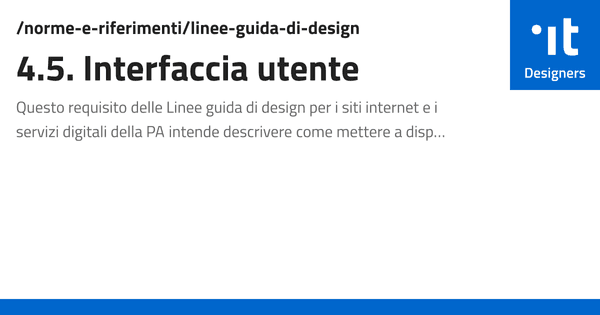 /norme-e-riferimenti/linee-guida-di-design
4.5. Interfaccia utente
Questo requisito delle Linee guida di design per i siti internet e i
servizi digitali della PA intende descrivere come mettere a disp...
.it
Designers